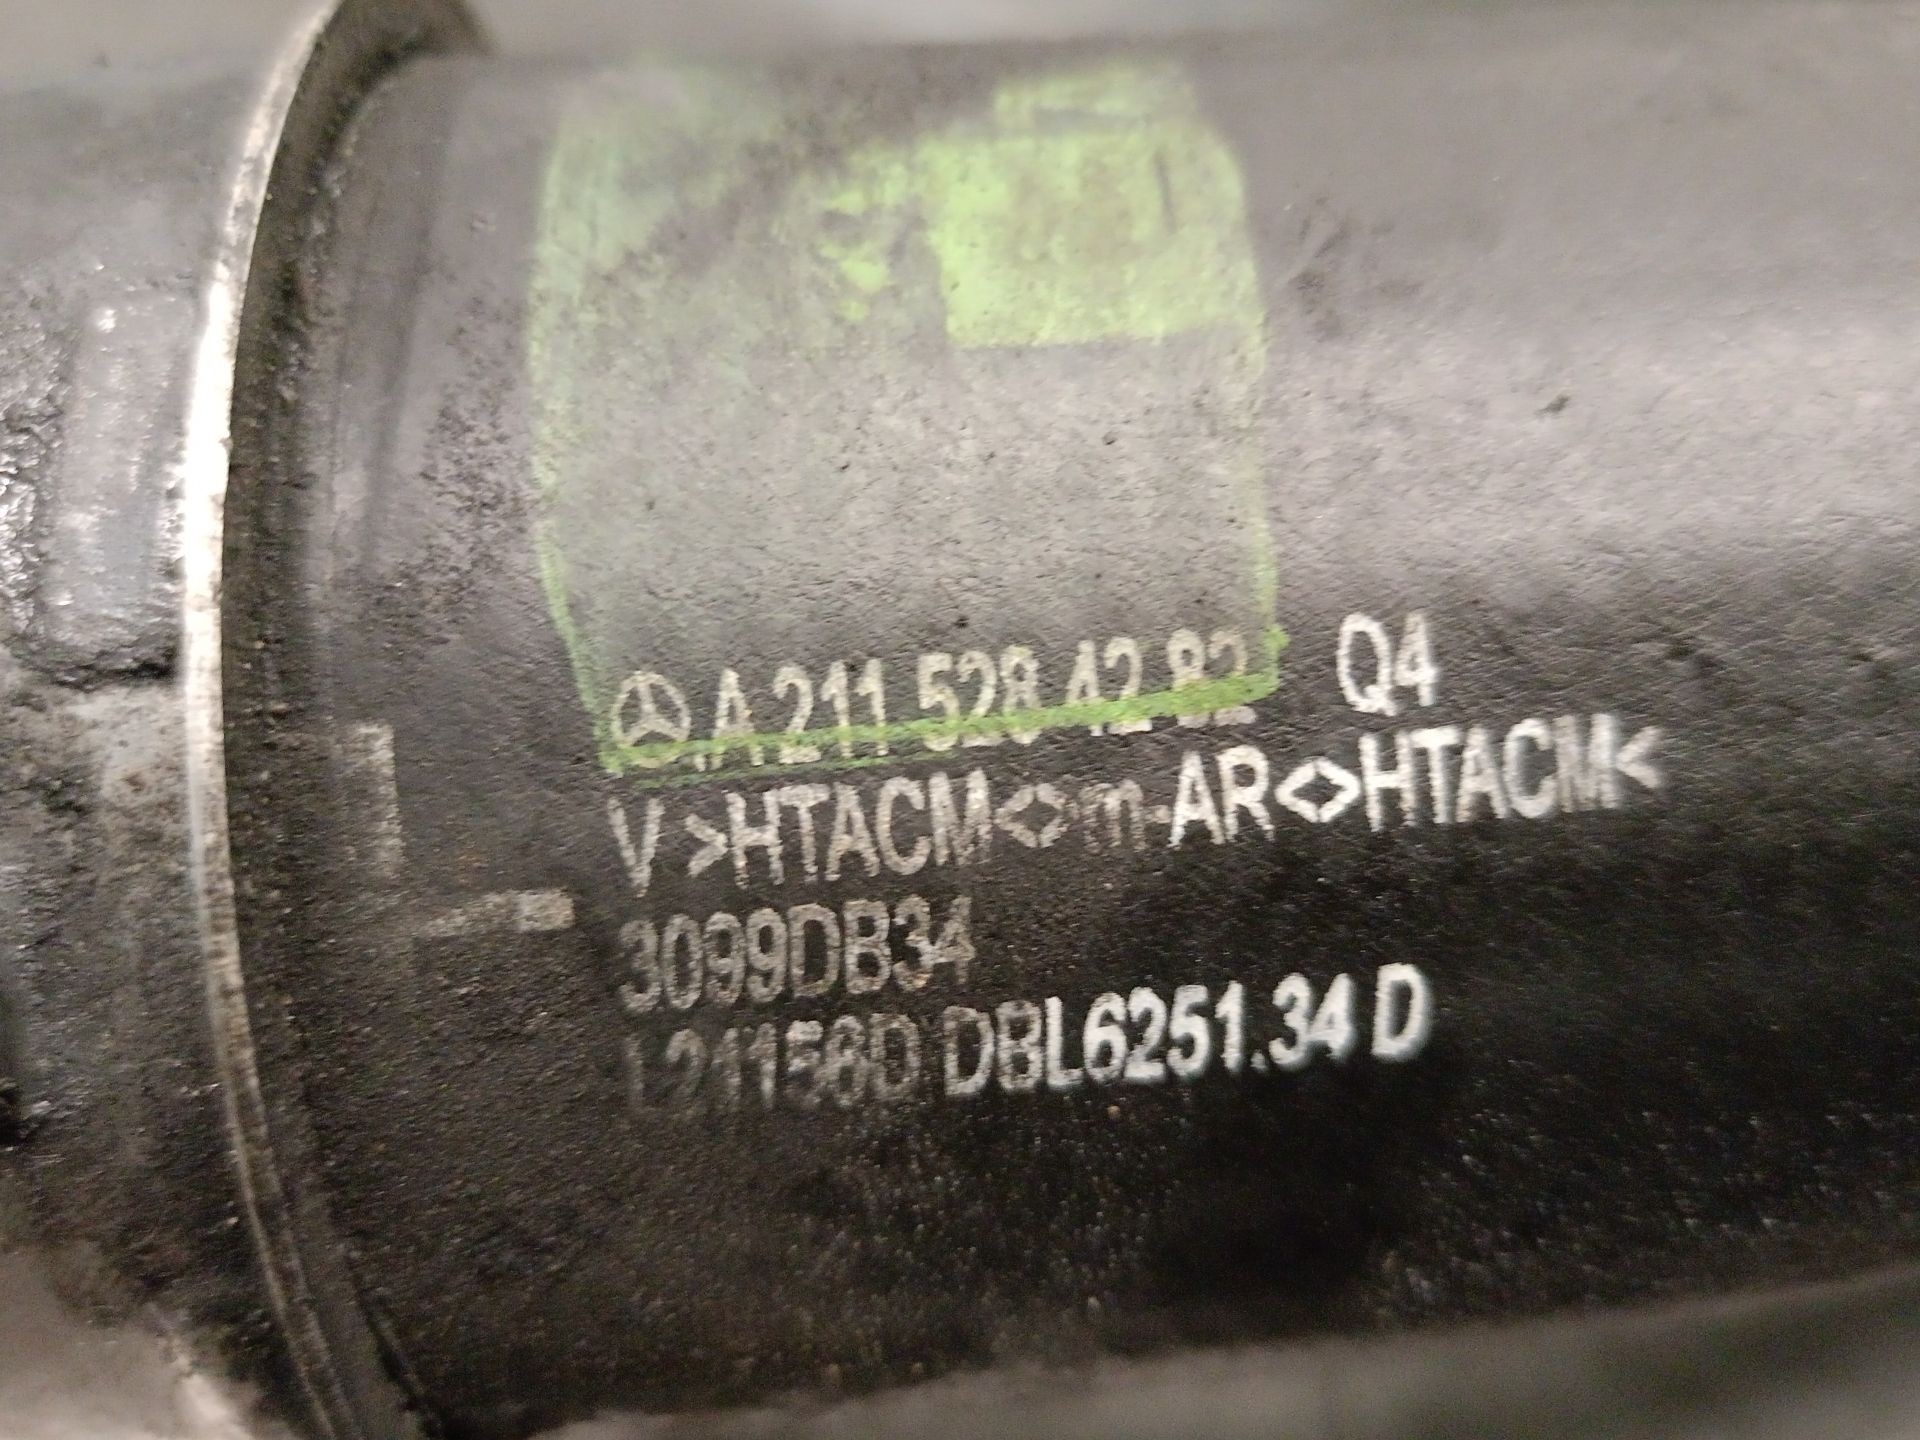 A 211 528 42 82 Q4
V >HTACM<>m-AR<>HTACM<
3099DB34
L21156D DBL6251.34 D